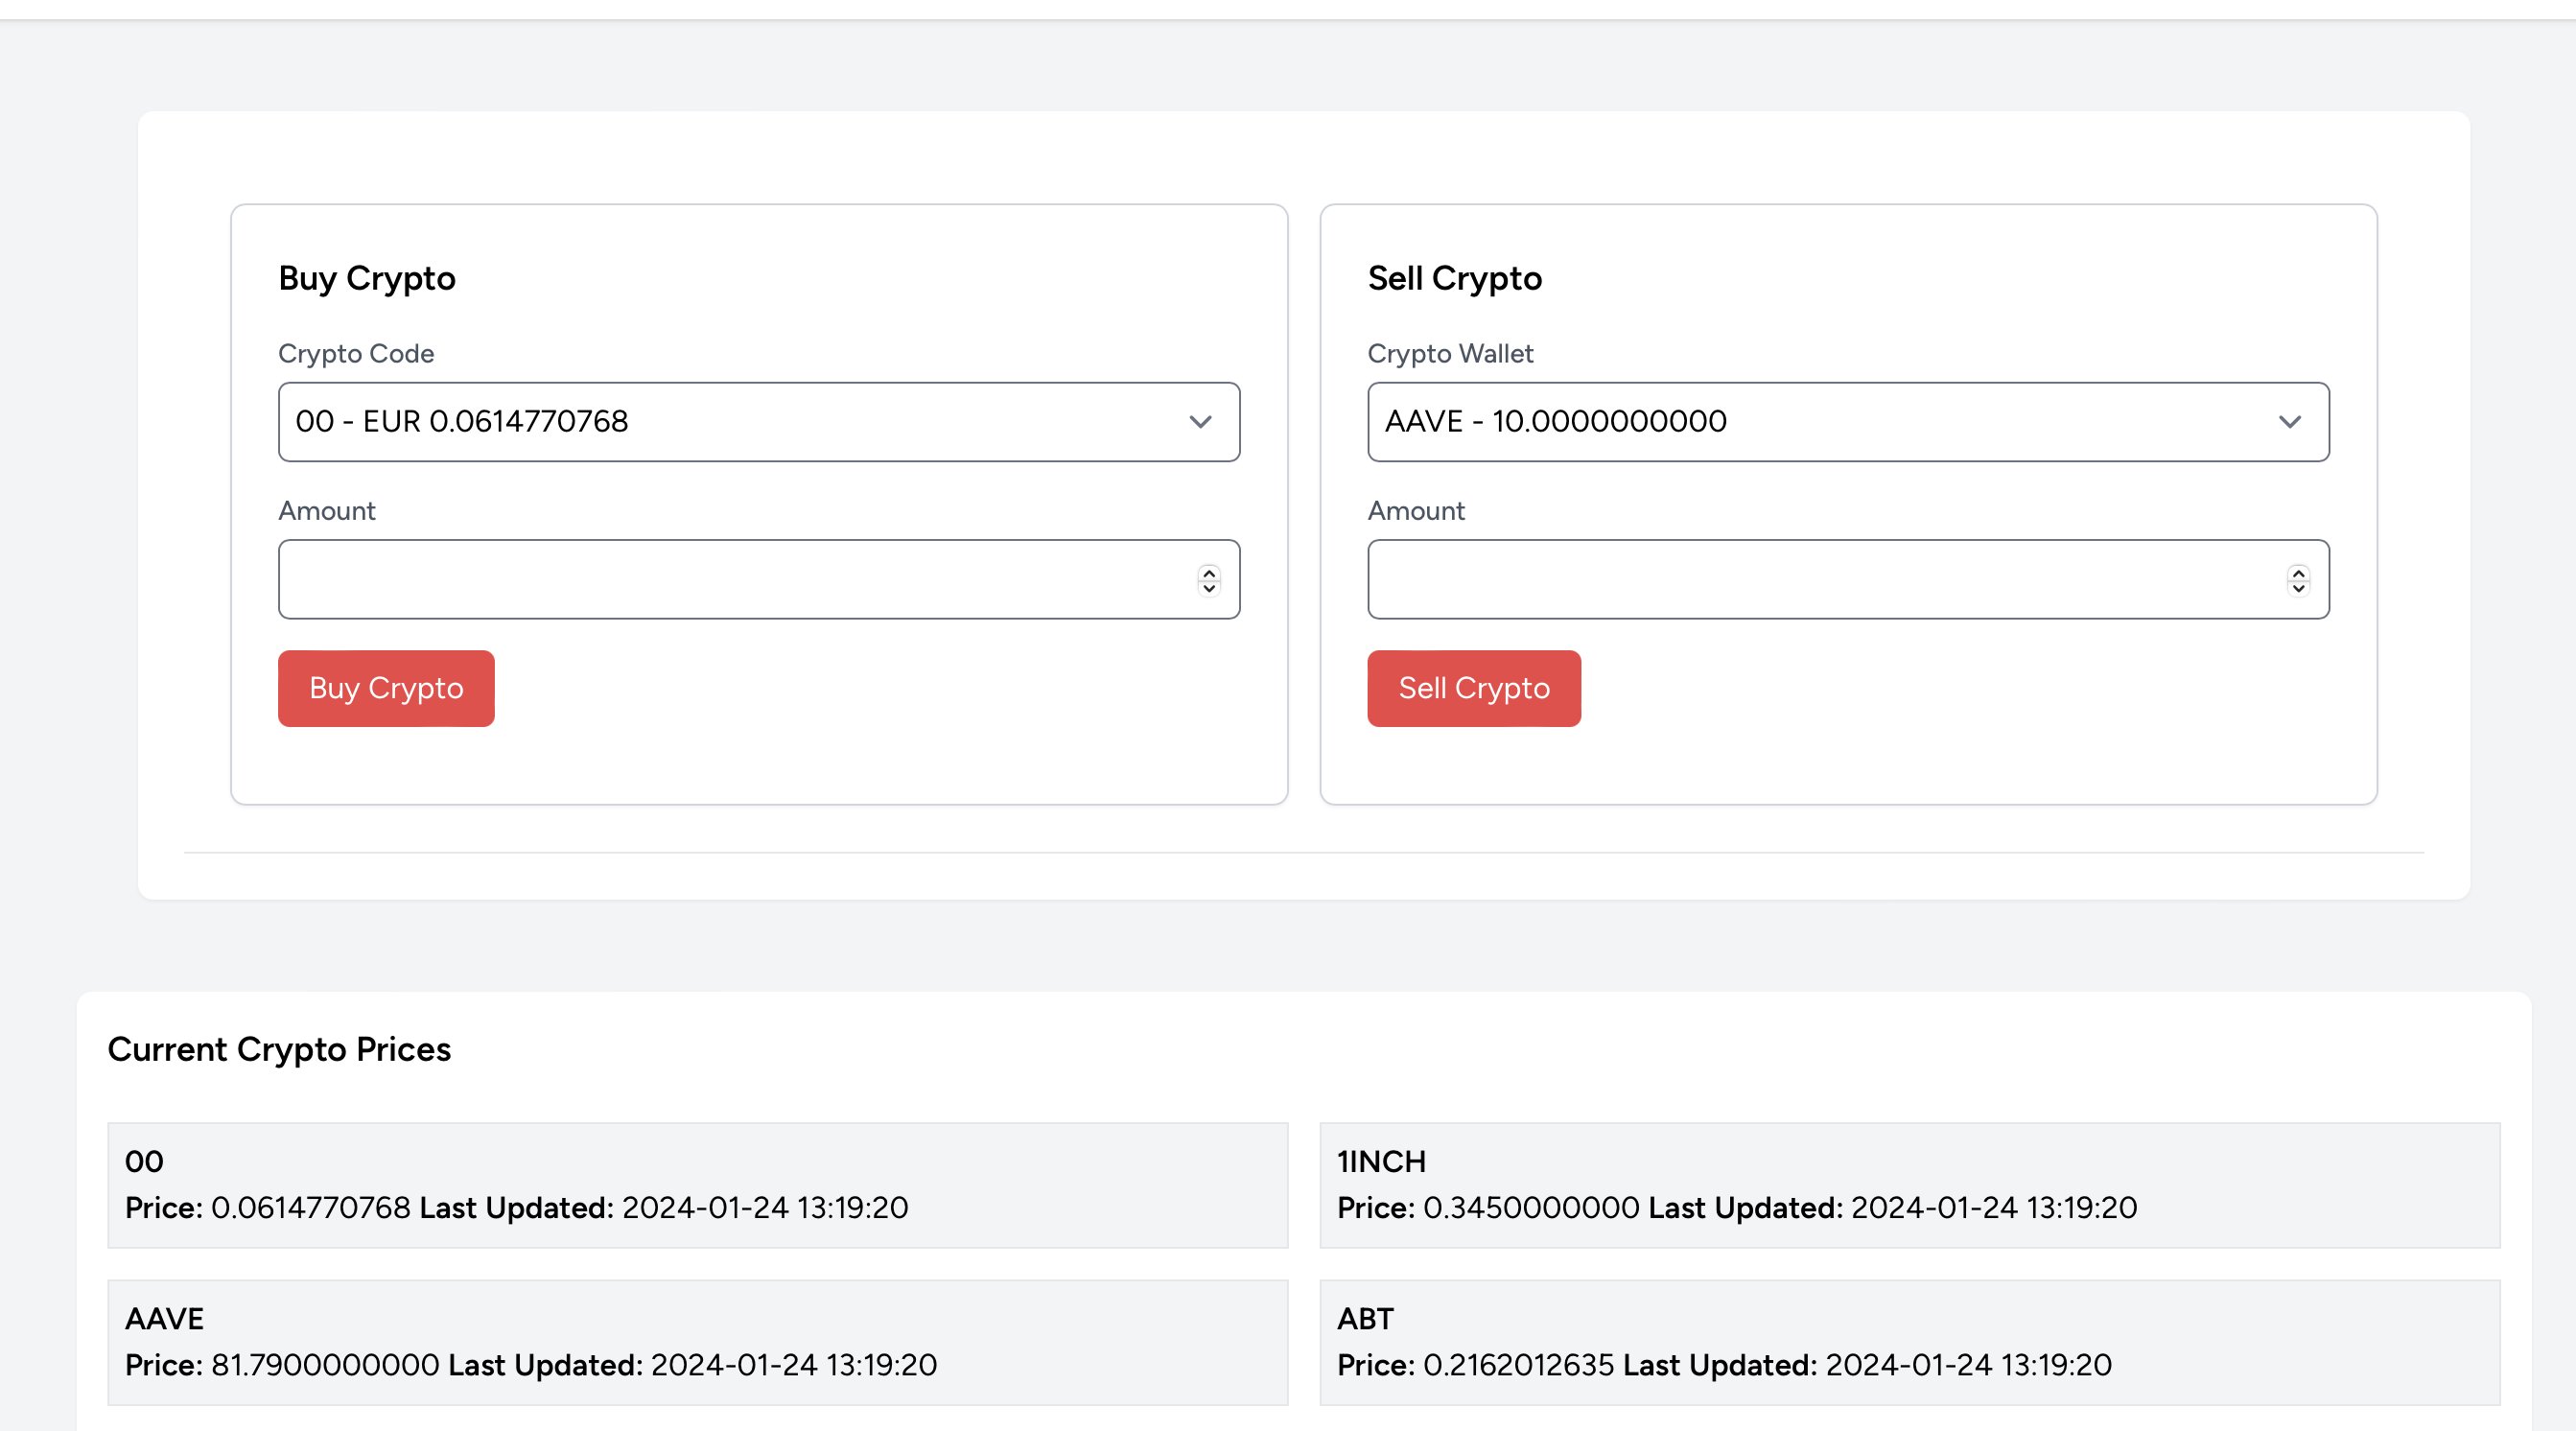 Buy Crypto
Crypto Code
00 - EUR 0.0614770768
Amount
Buy Crypto
Sell Crypto
Crypto Wallet
AAVE - 10.0000000000
Amount
Sell Crypto
Current Crypto Prices
00
Price: 0.0614770768 Last Updated: 2024-01-24 13:19:20
1INCH
Price: 0.3450000000 Last Updated: 2024-01-24 13:19:20
AAVE
Price: 81.7900000000 Last Updated: 2024-01-24 13:19:20
ABT
Price: 0.2162012635 Last Updated: 2024-01-24 13:19:20